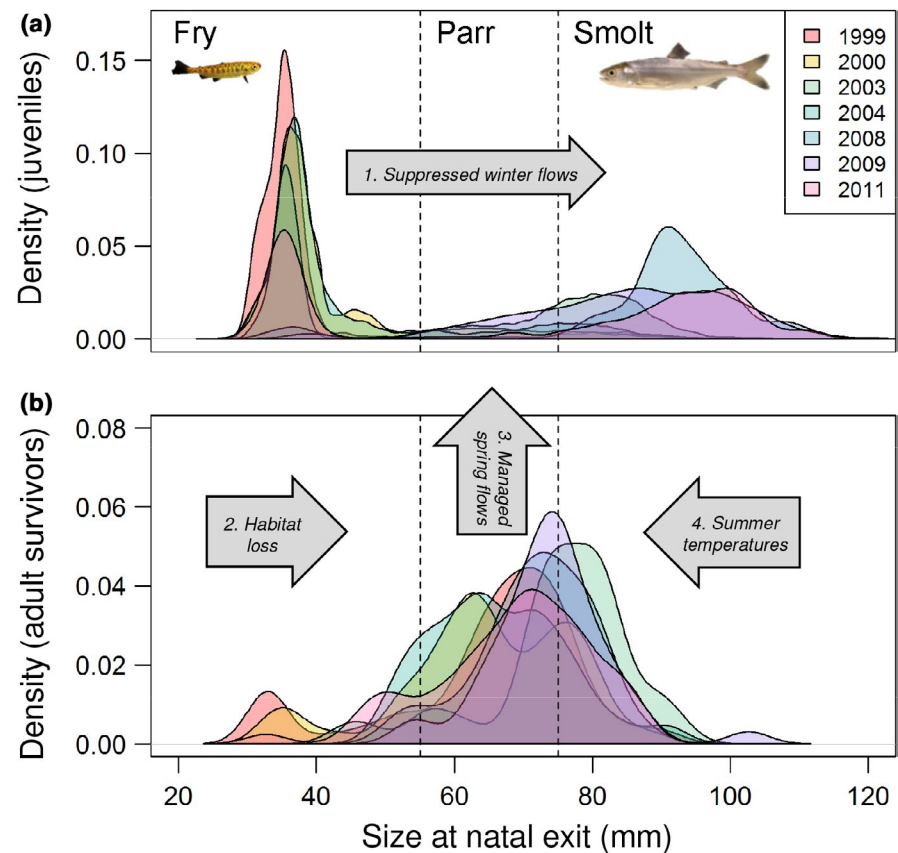 (a)
Fry
Parr
Smolt
1999
2000
2003
2004
2008
2009
2011
Density (juveniles)
0.15
0.10
0.05
0.00
1. Suppressed winter flows
(b)
Density (adult survivors)
0.08
0.06
0.04
0.02
0.00
2. Habitat
loss
3. Managed
spring flows
4. Summer
temperatures
20
40
60
80
100
120
Size at natal exit (mm)